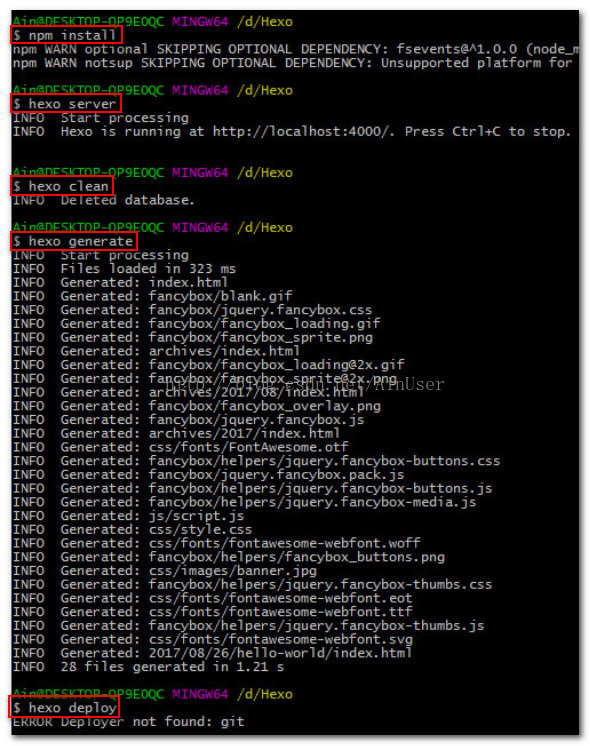 Ain@DESKTOP-QP9EOQC MINGW64 /d/Hexo
$ npm install
npm WARN optional SKIPPING OPTIONAL DEPENDENCY: fsevents@^1.0.0 (node_m
npm WARN notsup SKIPPING OPTIONAL DEPENDENCY: Unsupported platform for
Ain@DESKTOP-QP9EOQC MINGW64 /d/Hexo
$ hexo server
INFO  Start processing
INFO  Hexo is running at http://localhost:4000/. Press Ctrl+C to stop.
Ain@DESKTOP-QP9EOQC MINGW64 /d/Hexo
$ hexo clean
INFO  Deleted database.
Ain@DESKTOP-QP9EOQC MINGW64 /d/Hexo
$ hexo generate
INFO  Start processing
INFO  Files loaded in 323 ms
INFO  Generated: index.html
INFO  Generated: fancybox/blank.gif
INFO  Generated: fancybox/jquery.fancybox.css
INFO  Generated: fancybox/fancybox_loading.gif
INFO  Generated: fancybox/fancybox_sprite.png
INFO  Generated: archives/index.html
INFO  Generated: fancybox/fancybox_loading@2x.gif
INFO  Generated: fancybox/fancybox_sprite@2x.png
http://blog.csdn.net/AinUser
INFO  Generated: archives/2017/08/index.html
INFO  Generated: fancybox/fancybox_overlay.png
INFO  Generated: fancybox/jquery.fancybox.js
INFO  Generated: archives/2017/index.html
INFO  Generated: css/fonts/FontAwesome.otf
INFO  Generated: fancybox/helpers/jquery.fancybox-buttons.css
INFO  Generated: fancybox/jquery.fancybox.pack.js
INFO  Generated: fancybox/helpers/jquery.fancybox-buttons.js
INFO  Generated: fancybox/helpers/jquery.fancybox-media.js
INFO  Generated: js/script.js
INFO  Generated: css/style.css
INFO  Generated: css/fonts/fontawesome-webfont.woff
INFO  Generated: fancybox/helpers/fancybox_buttons.png
INFO  Generated: css/images/banner.jpg
INFO  Generated: fancybox/helpers/jquery.fancybox-thumbs.css
INFO  Generated: css/fonts/fontawesome-webfont.eot
INFO  Generated: css/fonts/fontawesome-webfont.ttf
INFO  Generated: fancybox/helpers/jquery.fancybox-thumbs.js
INFO  Generated: css/fonts/fontawesome-webfont.svg
INFO  Generated: 2017/08/26/hello-world/index.html
INFO  28 files generated in 1.21 s
Ain@DESKTOP-QP9EOQC MINGW64 /d/Hexo
$ hexo deploy
ERROR Deployer not found: git